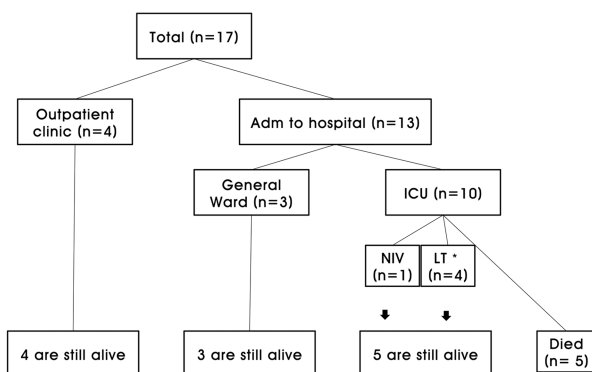 Total (n=17)
Outpatient
clinic (n=4)
Adm to hospital (n=13)
General
Ward (n=3)
ICU (n=10)
NIV
(n=1)
LT *
(n=4)
4 are still alive
3 are still alive
5 are still alive
Died
(n= 5)